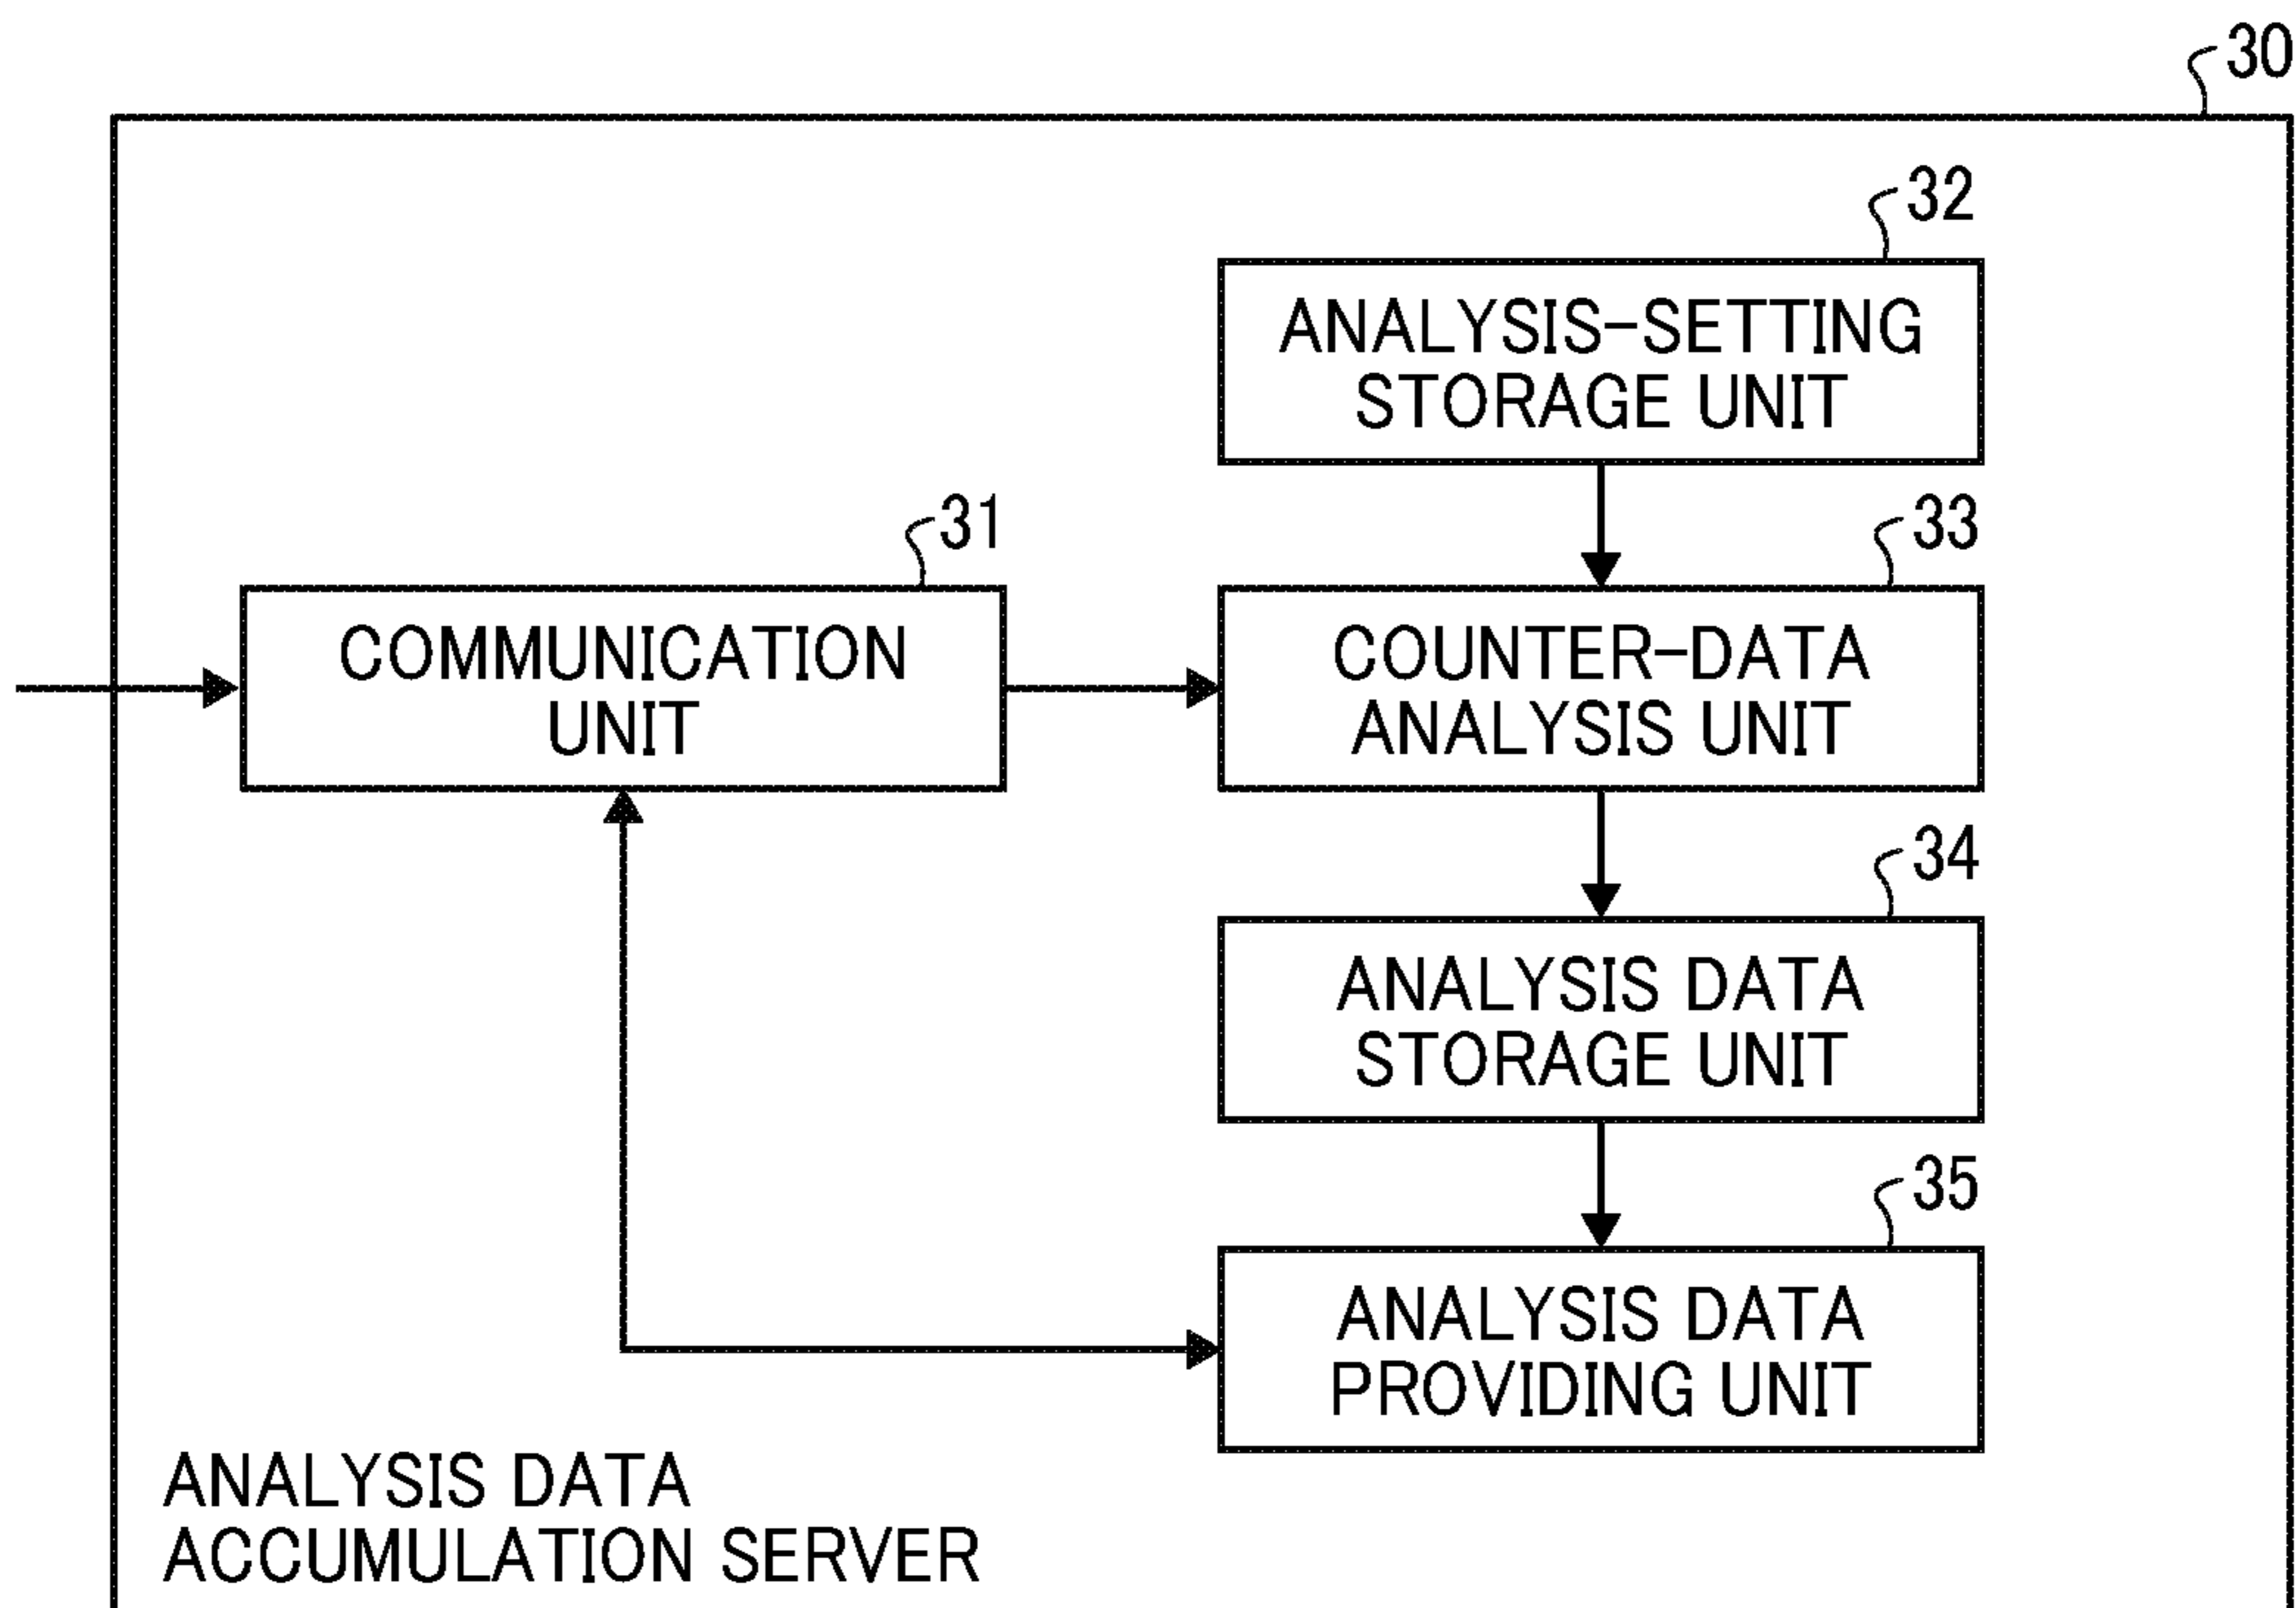 30
32
ANALYSIS-SETTING
STORAGE UNIT
31
33
COMMUNICATION
UNIT
COUNTER-DATA
ANALYSIS UNIT
34
ANALYSIS DATA
STORAGE UNIT
35
ANALYSIS DATA
PROVIDING UNIT
ANALYSIS DATA
ACCUMULATION SERVER